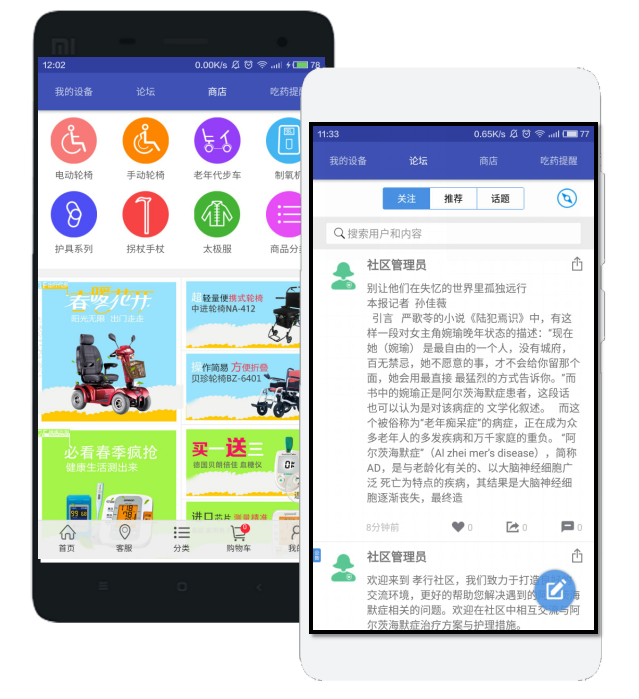 MI
12:02
0.00K/s
78
我的设备
论坛
商店
吃药提醒
电动轮椅
手动轮椅
老年代步车
制氧机
护具系列
拐杖手杖
太极服
商品分类
春暖花开
阳光无限 出门走走
超轻量便携式轮椅
中进轮椅NA-412
操作简易 方便折叠
贝珍轮椅BZ-6401
必看春季疯抢
健康生活测出来
买一送三
德国贝朗倍佳 血糖仪
进口芯片 测量精准
首页
客服
分类
购物车
我的
11:33
0.65K/s
77
我的设备
论坛
商店
吃药提醒
关注
推荐
话题
搜索用户和内容
社区管理员
别让他们在失忆的世界里孤独远行
本报记者 孙佳薇
引言 严歌苓的小说《陆犯焉识》中，有这
样一段对女主角婉瑜晚年状态的描述：“现在
她（婉瑜） 是最自由的一个人，没有城府，
百无禁忌，她不愿意的事，才不会给你留那个
面，她会用最直接 最猛烈的方式告诉你。”而
书中的婉瑜正是阿尔茨海默症患者，这段话
也可以认为是对该病症的 文学化叙述。 而这
个被俗称为“老年痴呆症”的病症，正在成为众
多老年人的多发疾病和万千家庭的重负。 “阿
尔茨海默症”（Al zhei mer's disease），简称
AD，是与老龄化有关的、以大脑神经细胞广
泛 死亡为特点的疾病，其结果是大脑神经细
胞逐渐丧失，最终造
8分钟前
0
0
0
社区管理员
欢迎来到 孝行社区，我们致力于打造
交流环境，更好的帮助您解决遇到的
默症相关的问题。欢迎在社区中相互交流与阿
尔茨海默症治疗方案与护理措施。